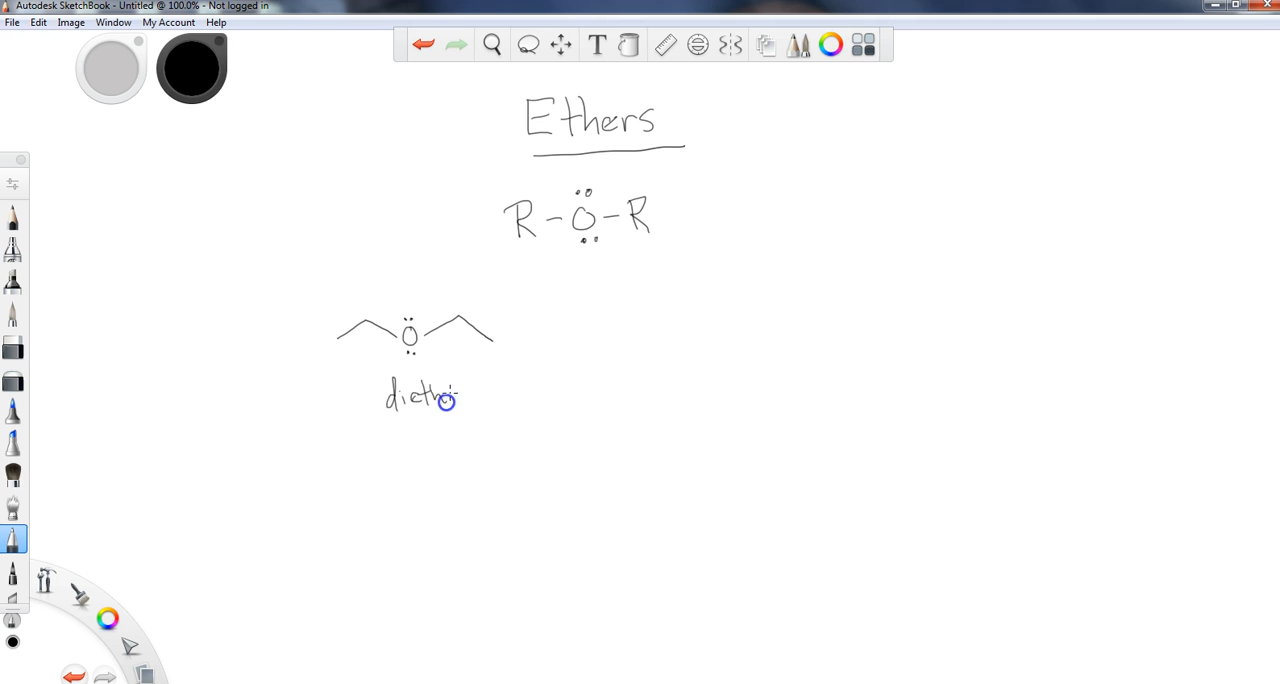 Autodesk SketchBook - Untitled @ 100.0% - Not logged in
File Edit Image Window My Account Help
T
Ethers
R-O-R
O
dieth